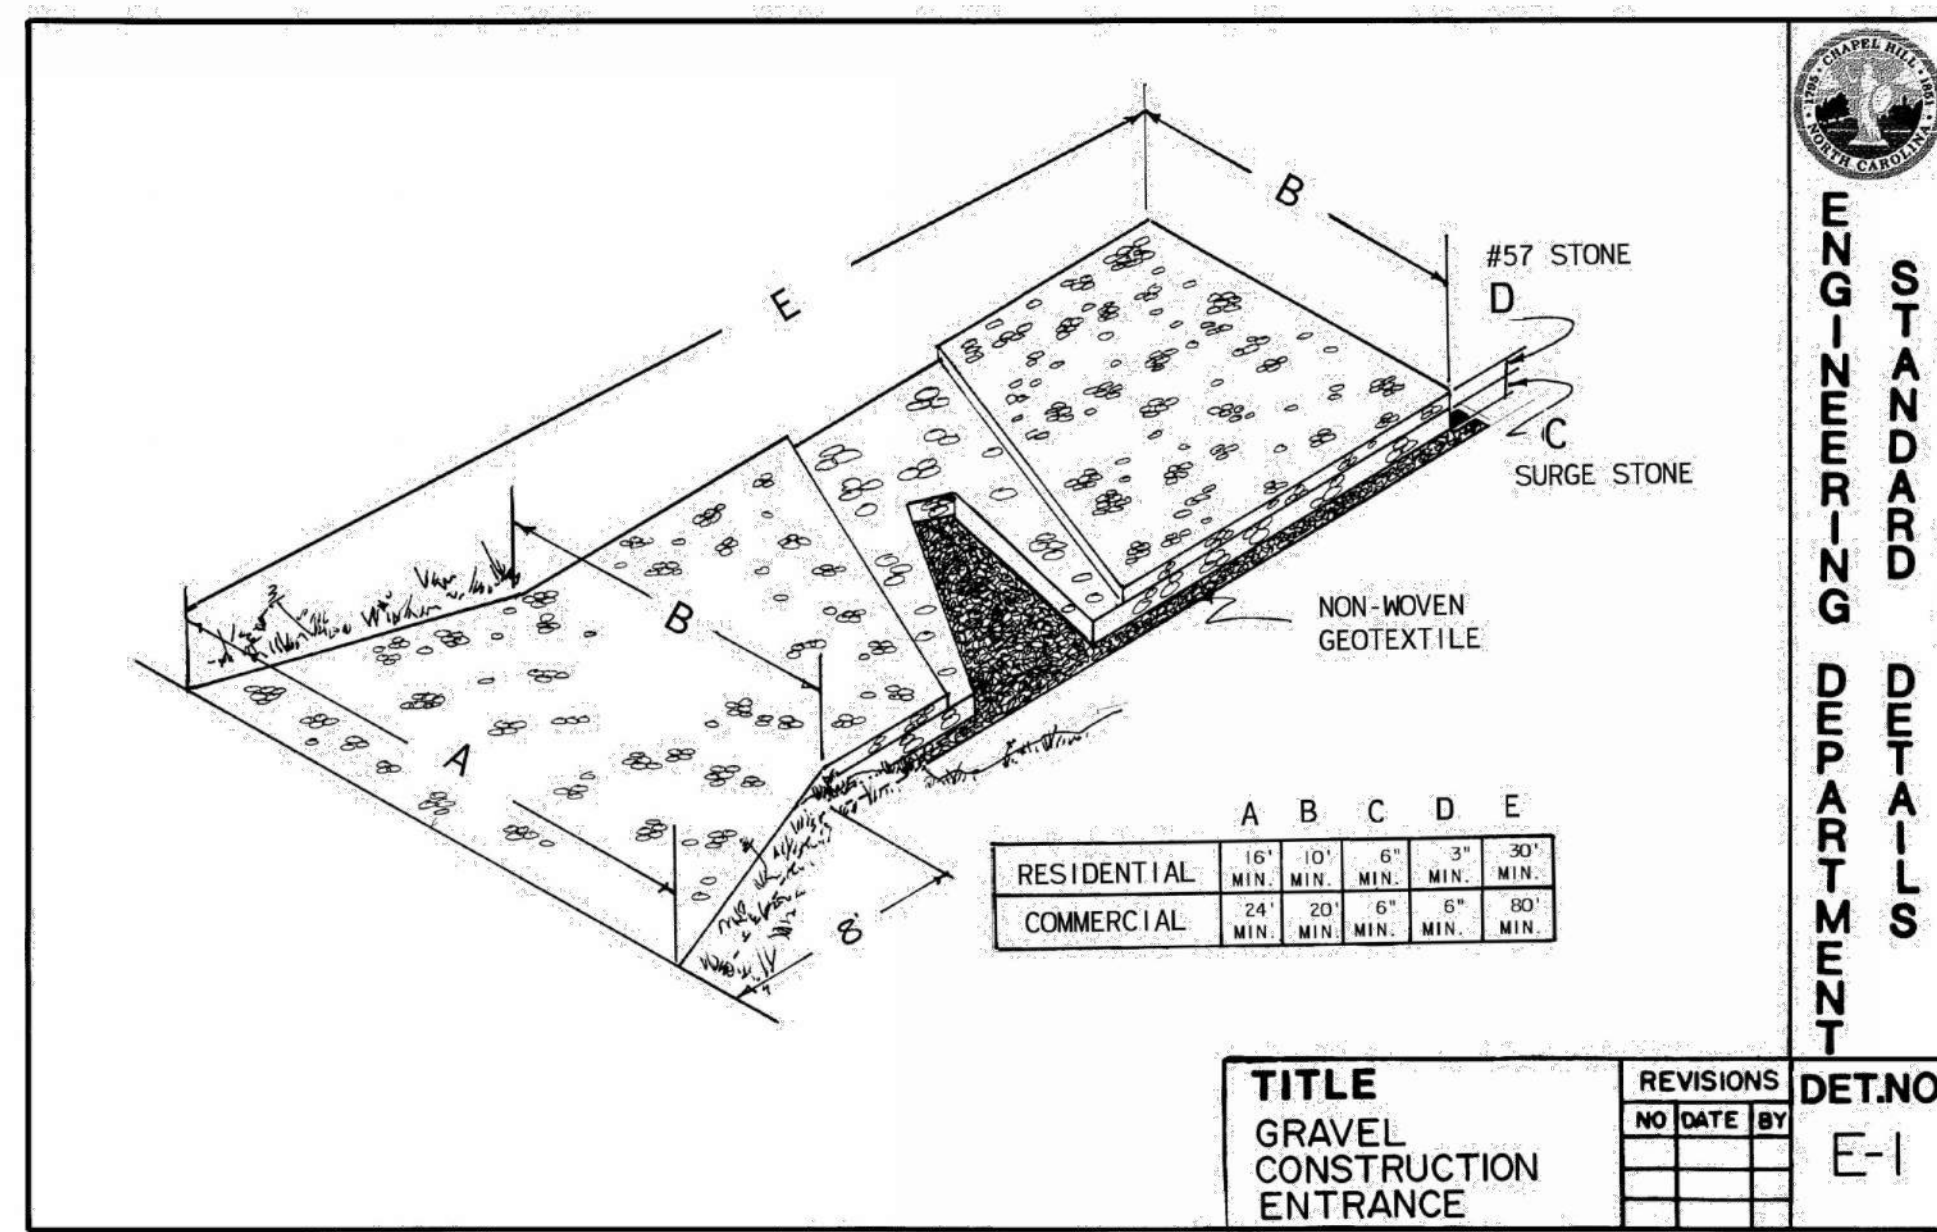 E
B
#57 STONE
D
C
SURGE STONE
B
NON-WOVEN
GEOTEXTILE
A
8'
A B C D E
RESIDENTIAL 16' MIN. 10' MIN. 6" MIN. 3" MIN. 30' MIN.
COMMERCIAL 24' MIN. 20' MIN. 6" MIN. 6" MIN. 80' MIN.
CHAPEL HILL
1795 1851
NORTH CAROLINA
ENGINEERING DEPARTMENT
STANDARD DETAILS
TITLE
GRAVEL
CONSTRUCTION
ENTRANCE
REVISIONS
NO DATE BY
DET.NO
E-1